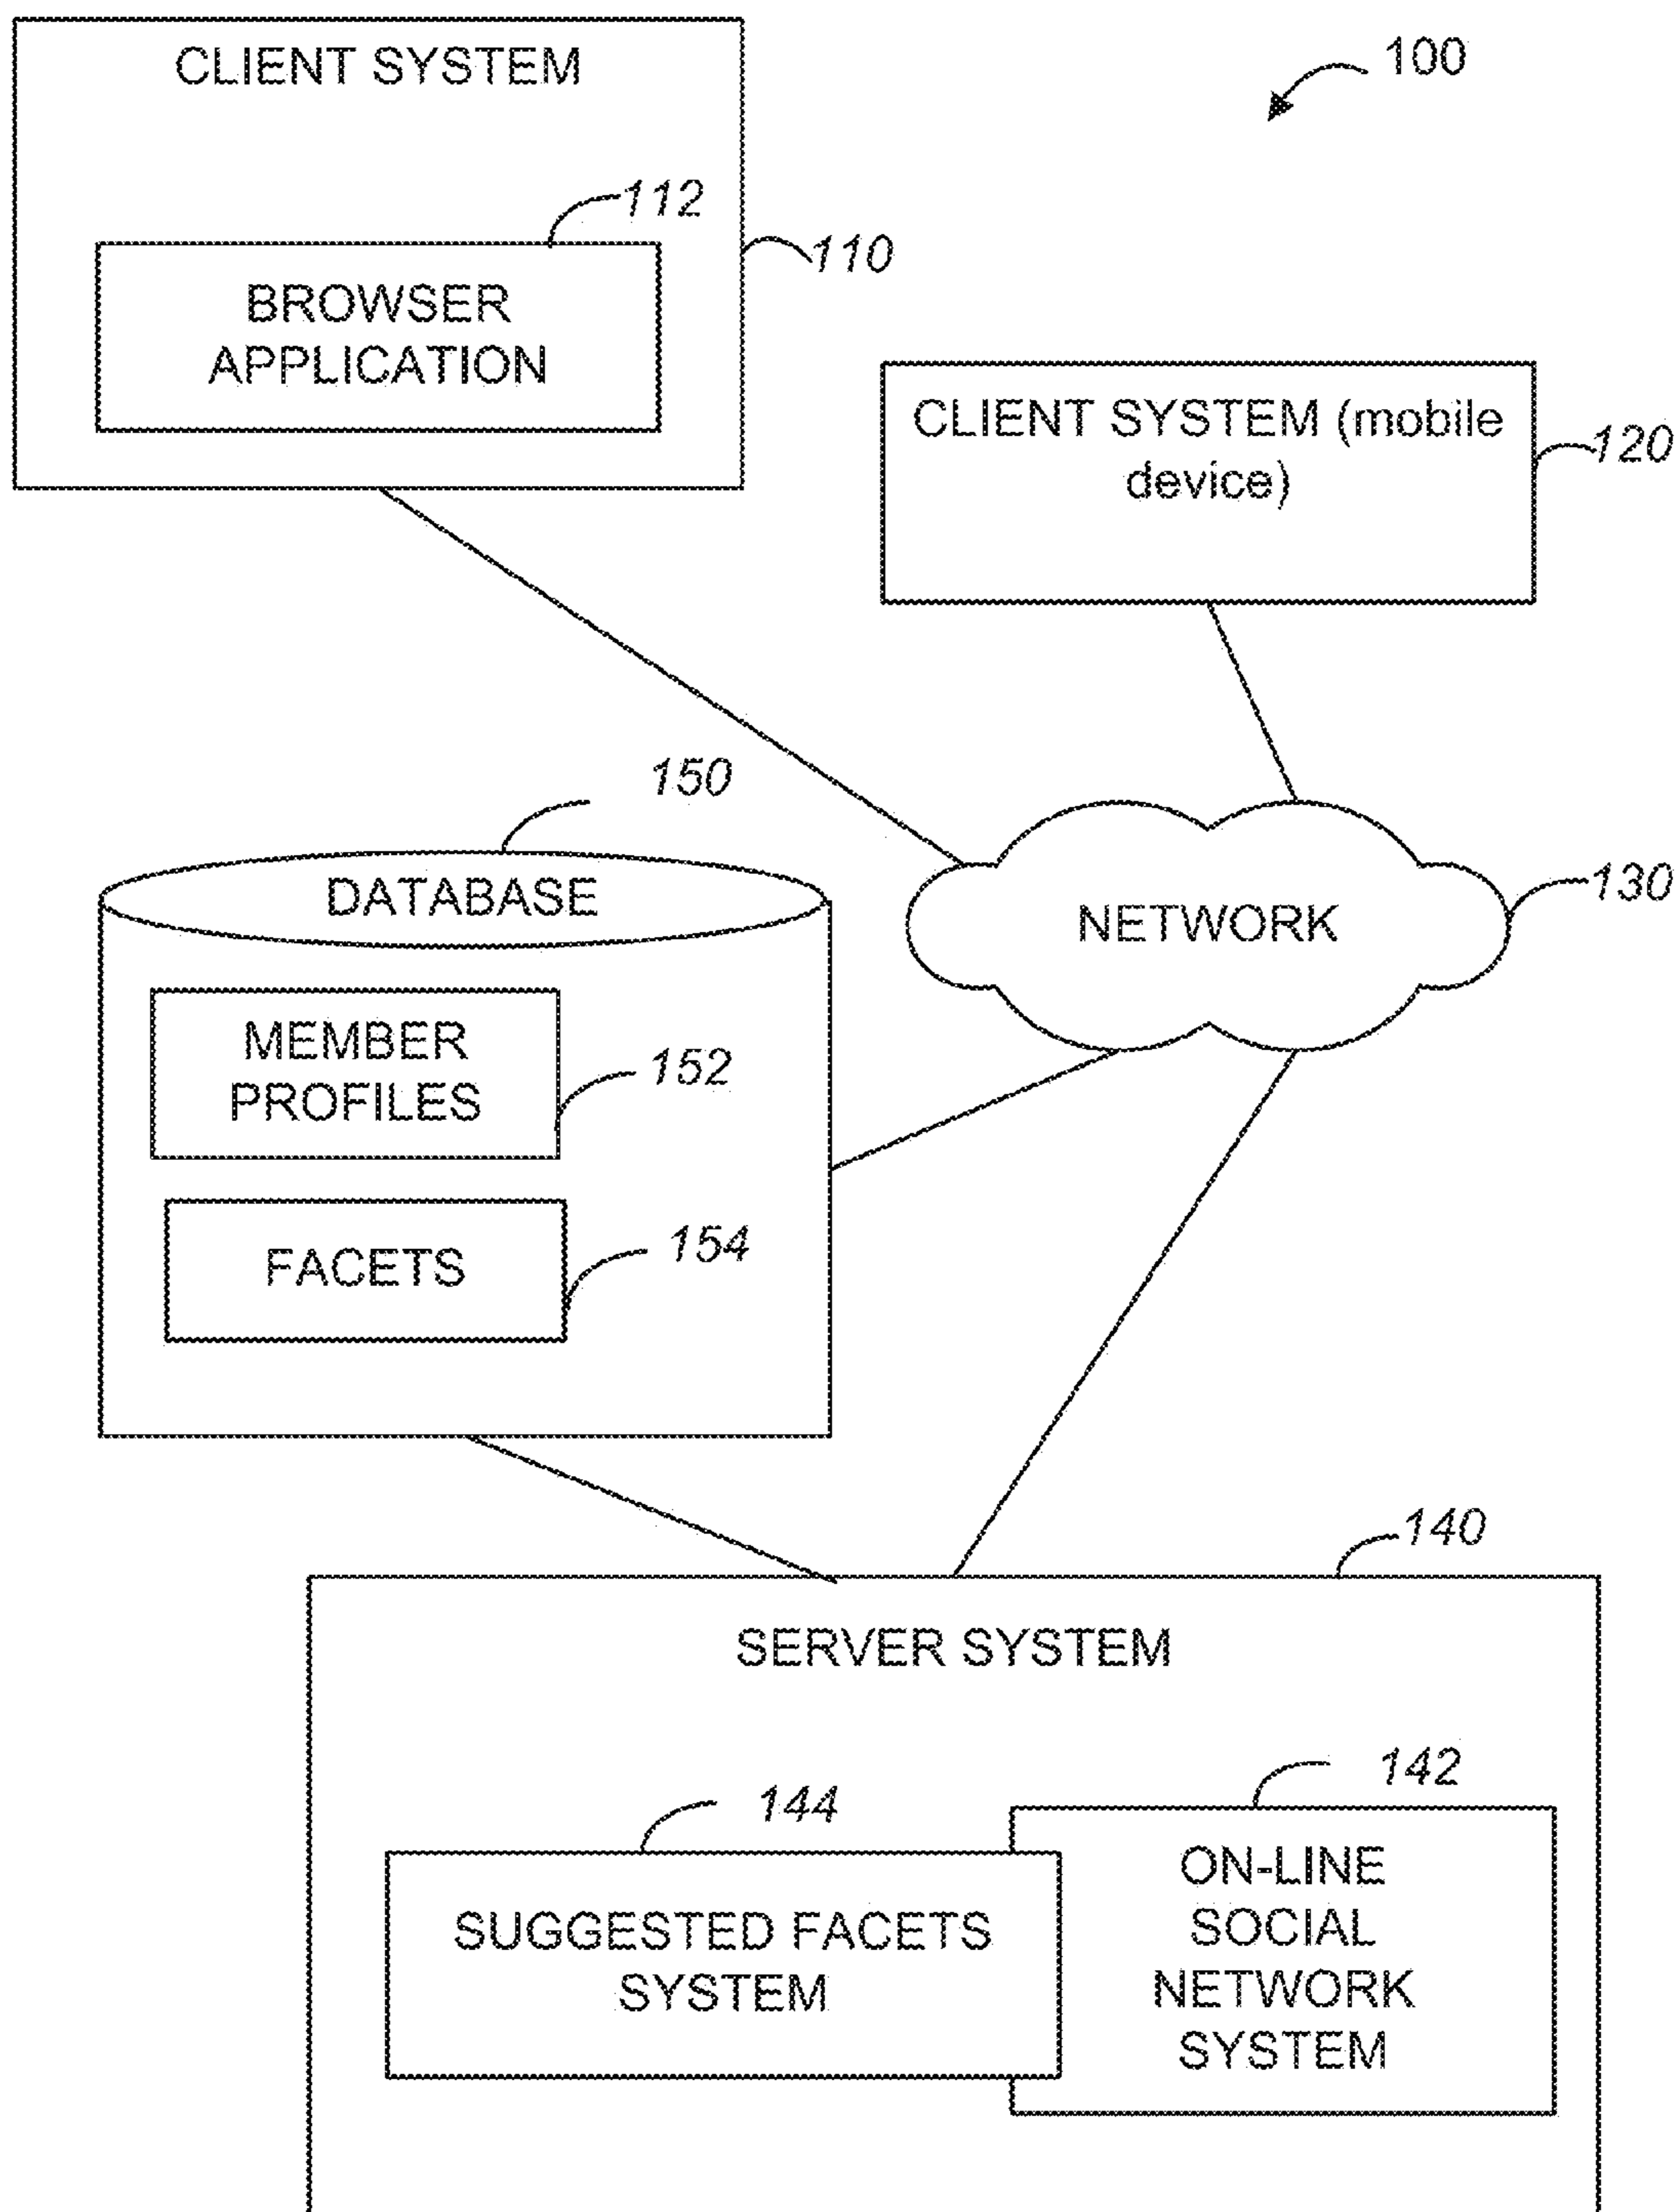 CLIENT SYSTEM
100
112
110
BROWSER
APPLICATION
CLIENT SYSTEM (mobile
device)
120
150
DATABASE
NETWORK
130
MEMBER
PROFILES
152
FACETS
154
140
SERVER SYSTEM
144
142
SUGGESTED FACETS
SYSTEM
ON-LINE
SOCIAL
NETWORK
SYSTEM